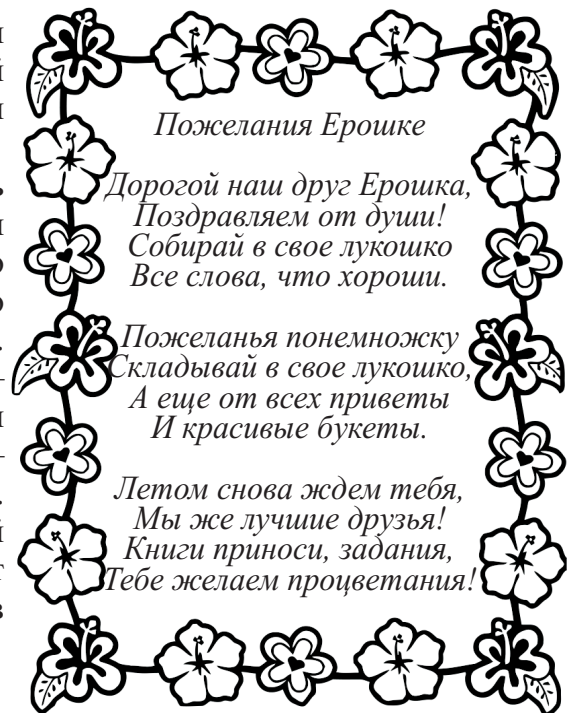 Пожелания Ерошке
Дорогой наш друг Ерошка,
Поздравляем от души!
Собирай в свое лукошко
Все слова, что хороши.
Пожеланья понемножку
Складывай в свое лукошко,
А еще от всех приветы
И красивые букеты.
Летом снова ждем тебя,
Мы же лучшие друзья!
Книги приноси, задания,
Тебе желаем процветания!